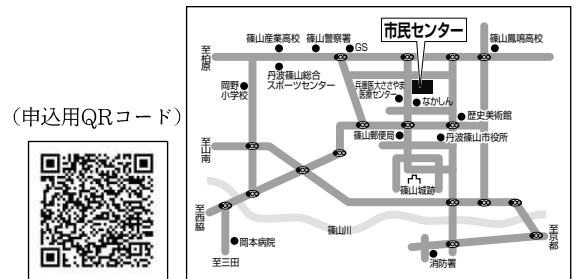 (申込用QRコード)
市民センター
篠山産業高校
篠山警察署
GS
篠山鳳鳴高校
至柏原
丹波篠山総合
スポーツセンター
岡野
小学校
兵庫医大ささやま
医療センター
なかしん
歴史美術館
篠山郵便局
丹波篠山市役所
至山南
篠山城跡
至西脇
篠山川
岡本病院
至三田
消防署
至京都